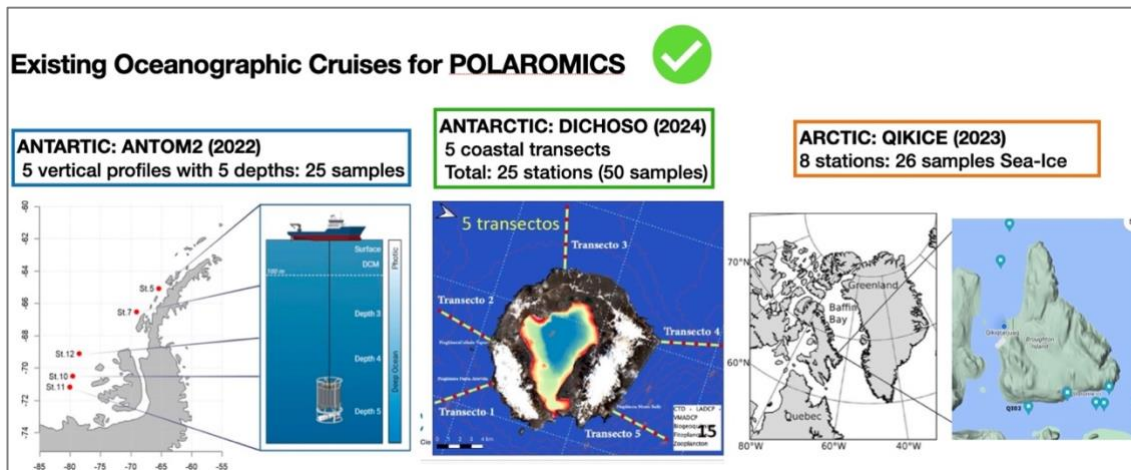 Existing Oceanographic Cruises for POLAROMICS
ANTARTIC: ANTOM2 (2022)
5 vertical profiles with 5 depths: 25 samples
ANTARCTIC: DICHOSO (2024)
5 coastal transects
Total: 25 stations (50 samples)
ARCTIC: QIKICE (2023)
8 stations: 26 samples Sea-Ice
-60
-62
-64
-66
-68
-70
-72
-74
-85
-80
-75
-70
-65
-60
-55
St.5
St.7
St.12
St.10
St.11
Surface
DCM
Depth 3
Depth 4
Depth 5
Photic
Deep Ocean
5 transectos
Transecto 3
Transecto 2
Transecto 4
Transecto 1
Transecto 5
CTD - LADCP -
VMADCP
15
Zooplancton
70°N
60°N
80°W
60°W
40°W
Greenland
Baffin
Bay
Quebec
Broughton
Island